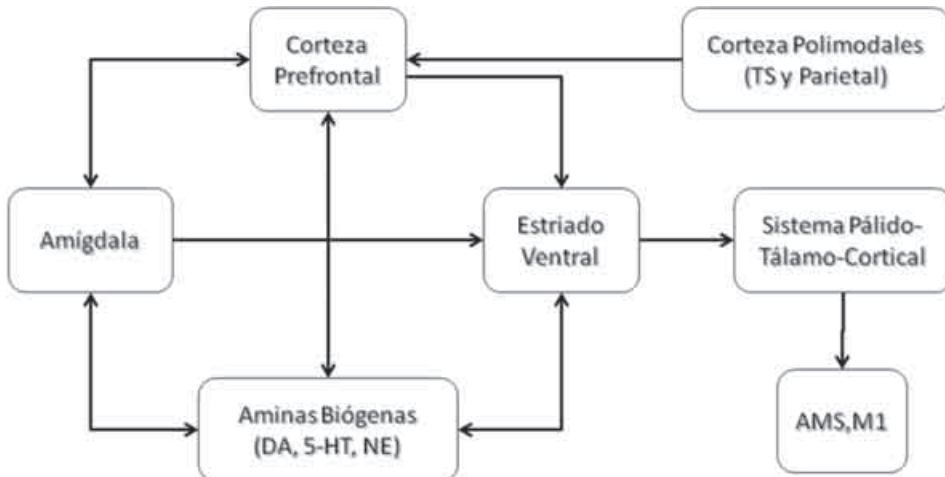 Corteza
Prefrontal
Corteza Polimodales
(TS y Parietal)
Amígdala
Estriado
Ventral
Sistema Pálido-
Tálamo-Cortical
Aminas Biógenas
(DA, 5-HT, NE)
AMS,M1